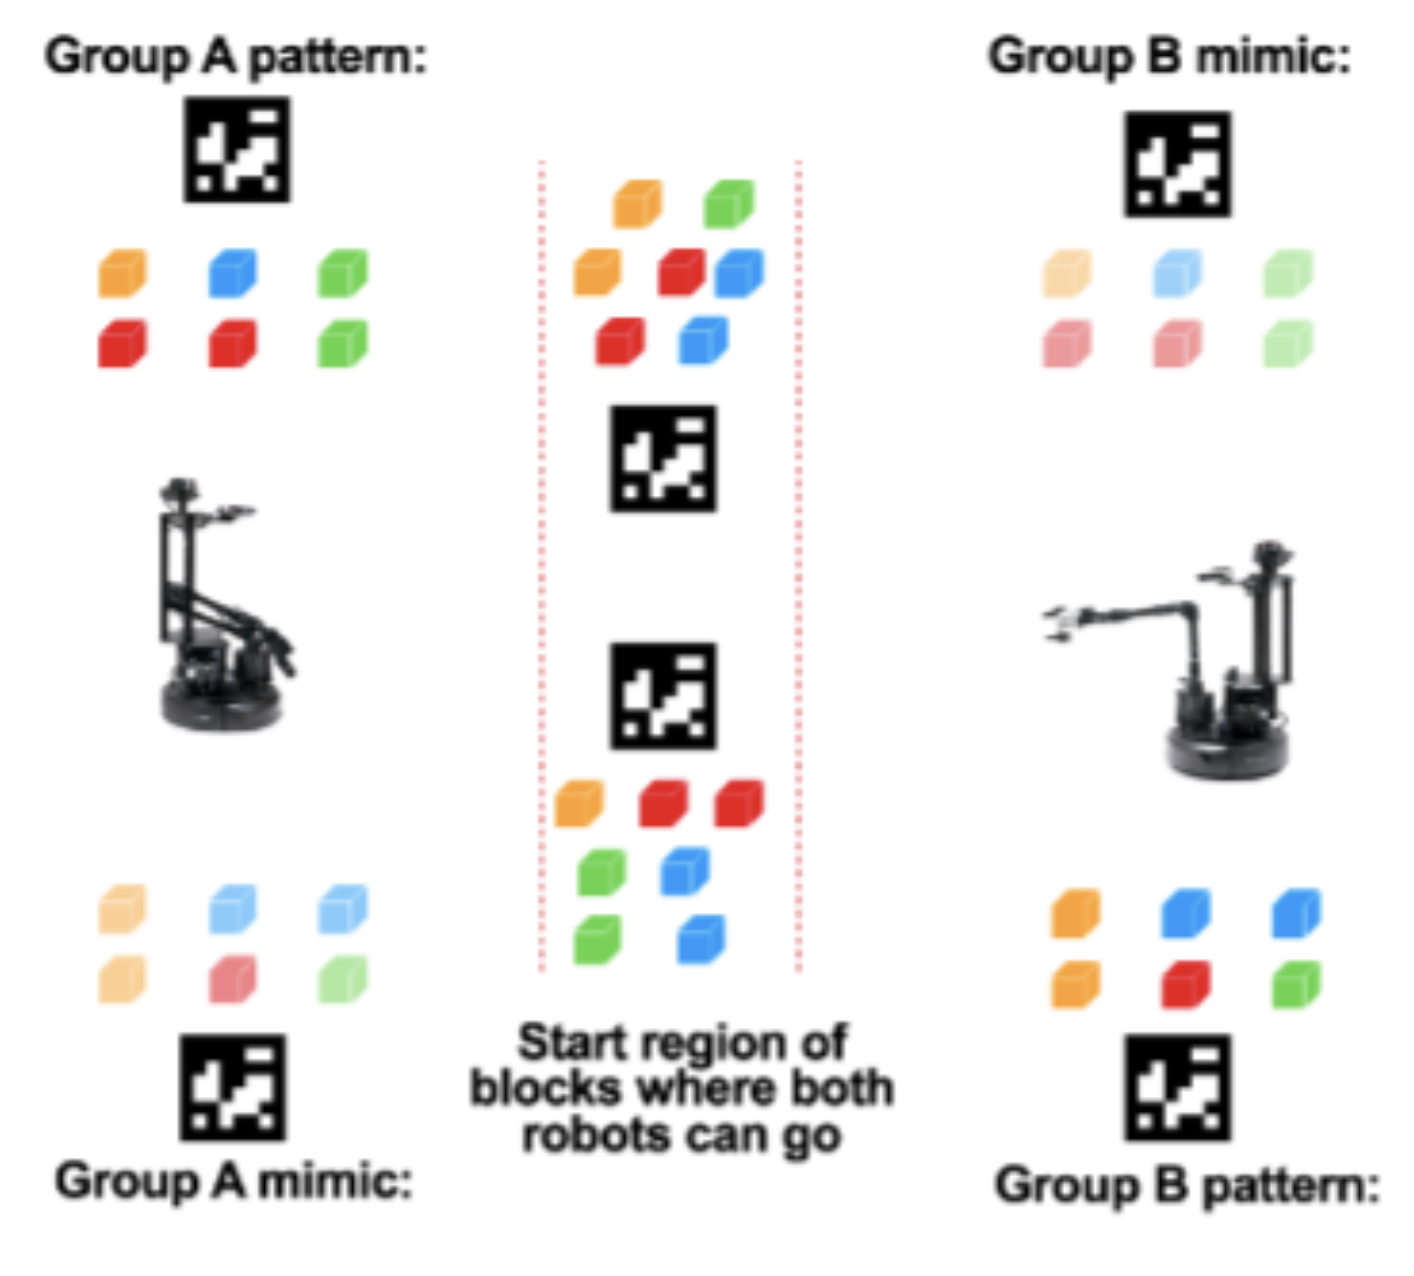 Group A pattern:
Group B mimic:
Start region of
blocks where both
robots can go
Group A mimic:
Group B pattern: